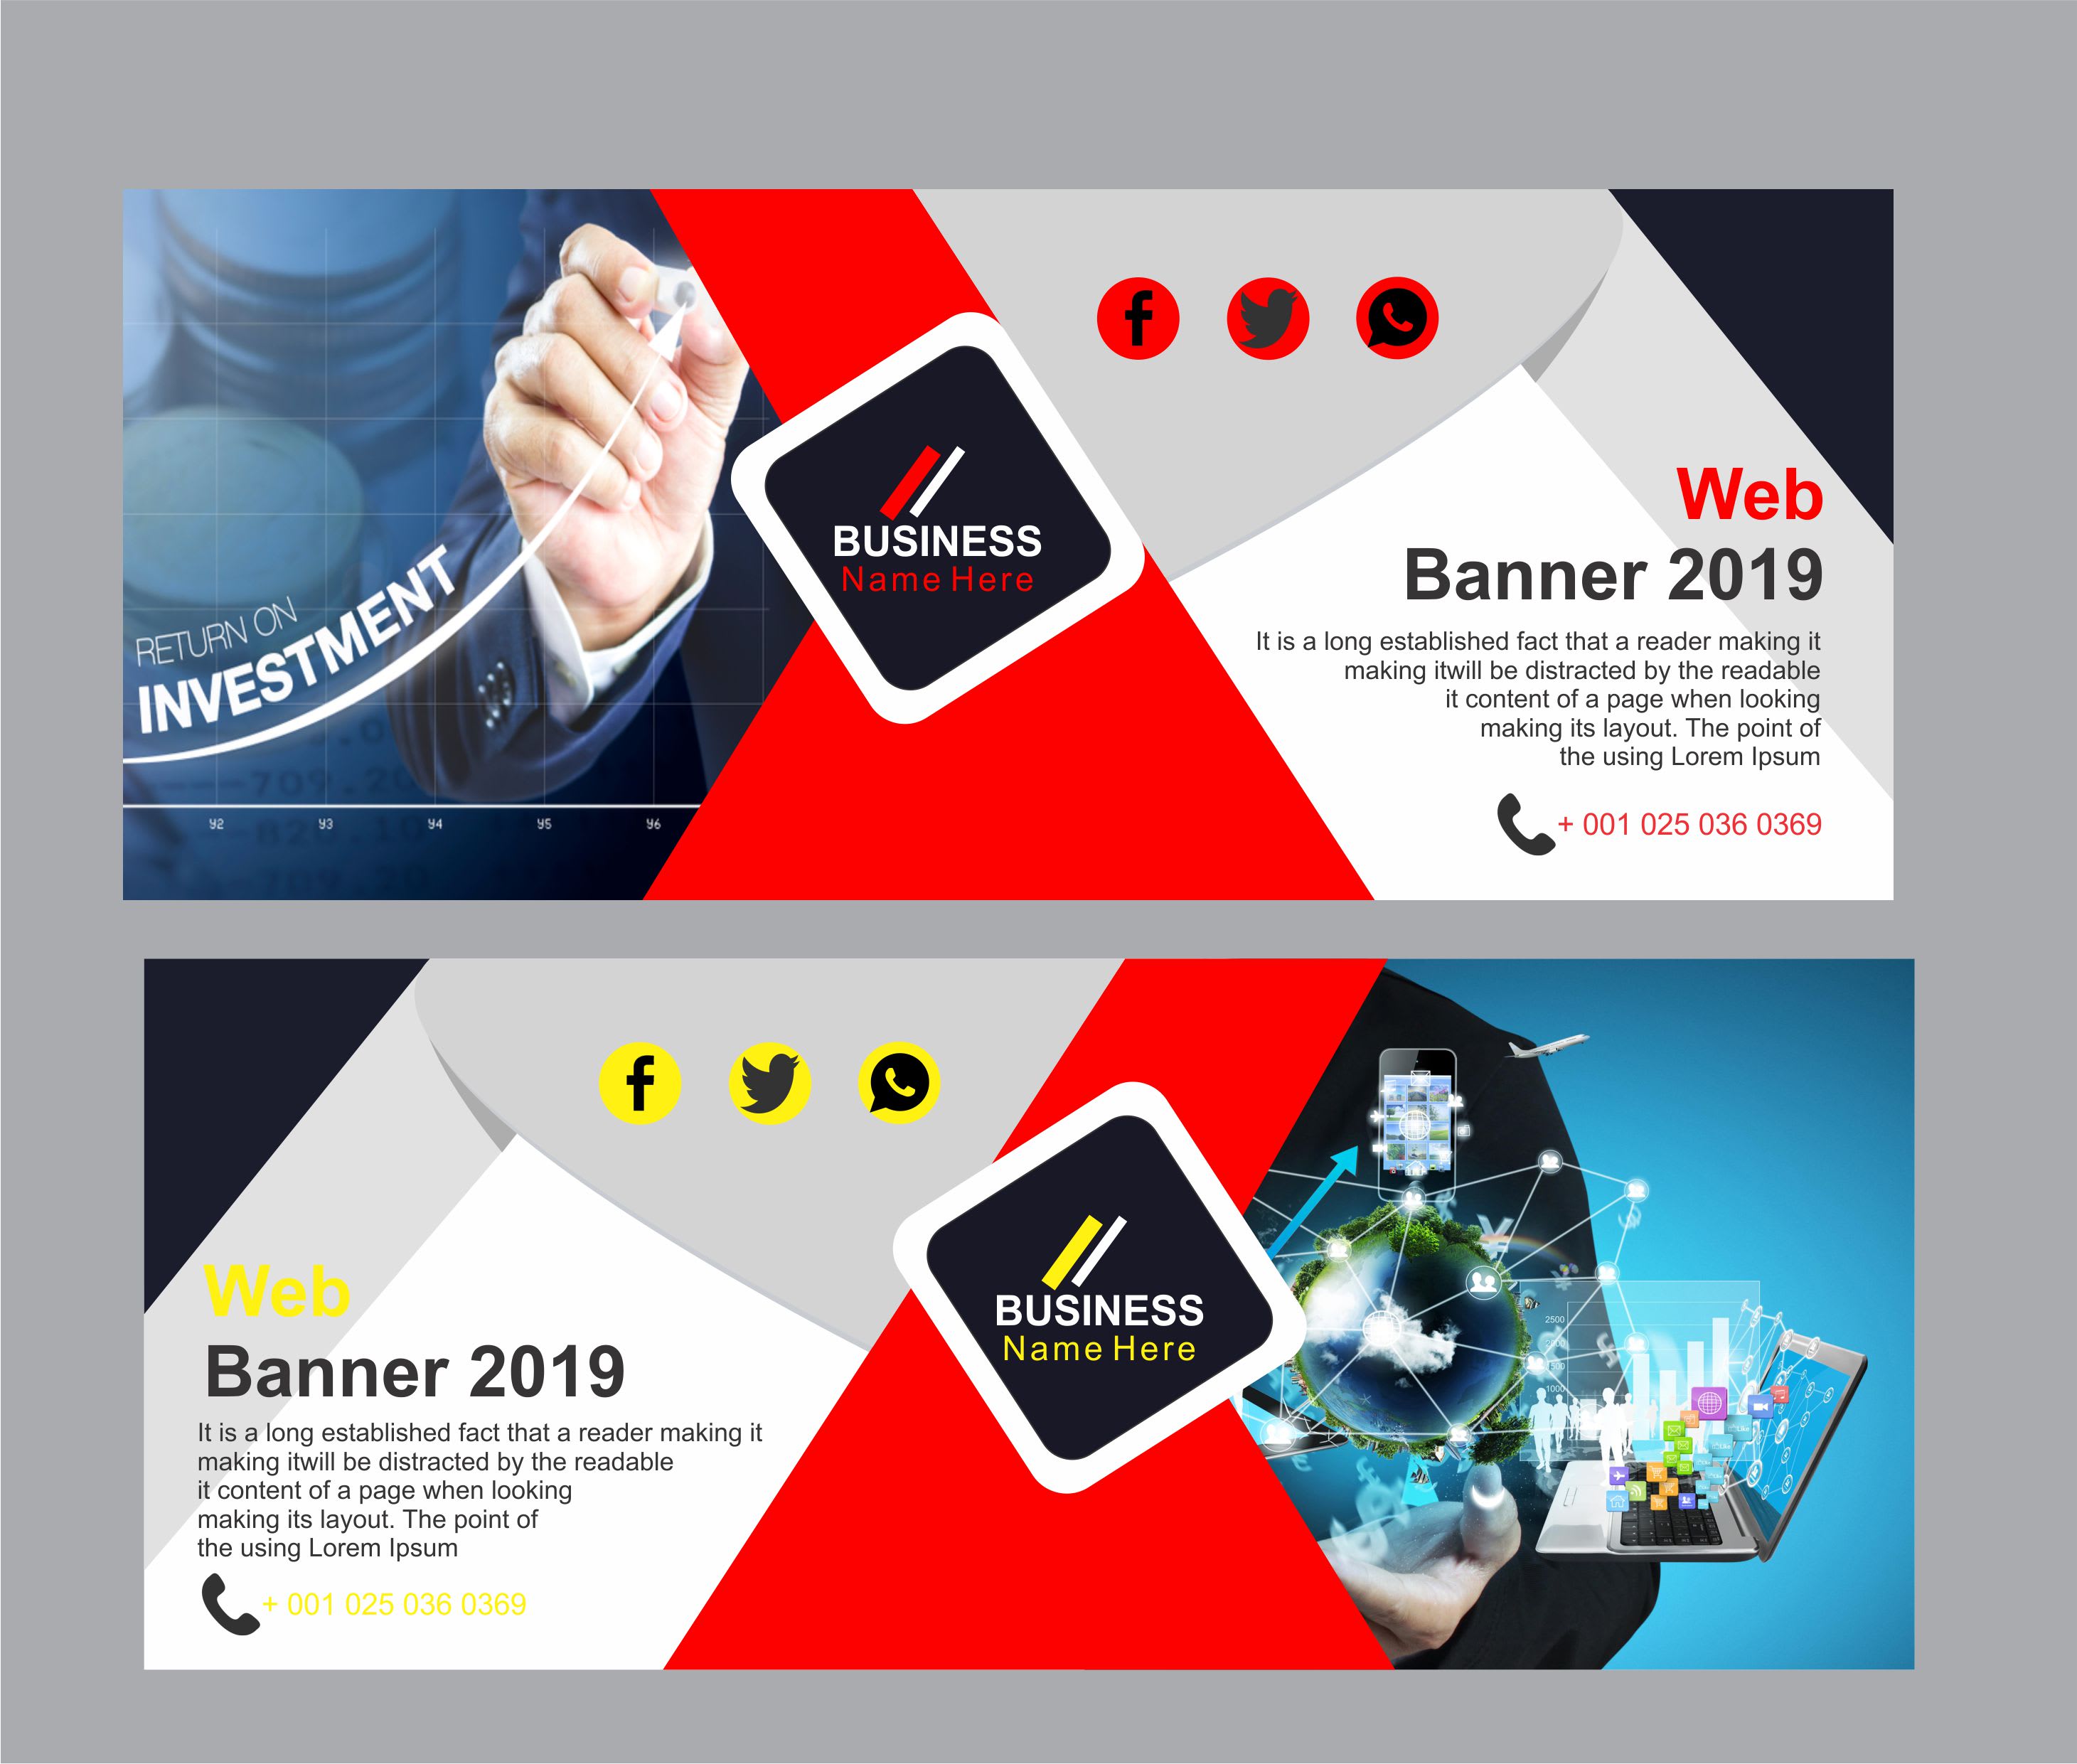 RETURN ON
INVESTMENT
y2 y3 y4 y5 y6
BUSINESS
Name Here
Web
Banner 2019
It is a long established fact that a reader making it
making itwill be distracted by the readable
it content of a page when looking
making its layout. The point of
the using Lorem Ipsum
+ 001 025 036 0369
Web
Banner 2019
It is a long established fact that a reader making it
making itwill be distracted by the readable
it content of a page when looking
making its layout. The point of
the using Lorem Ipsum
+ 001 025 036 0369
BUSINESS
Name Here
2500
1000